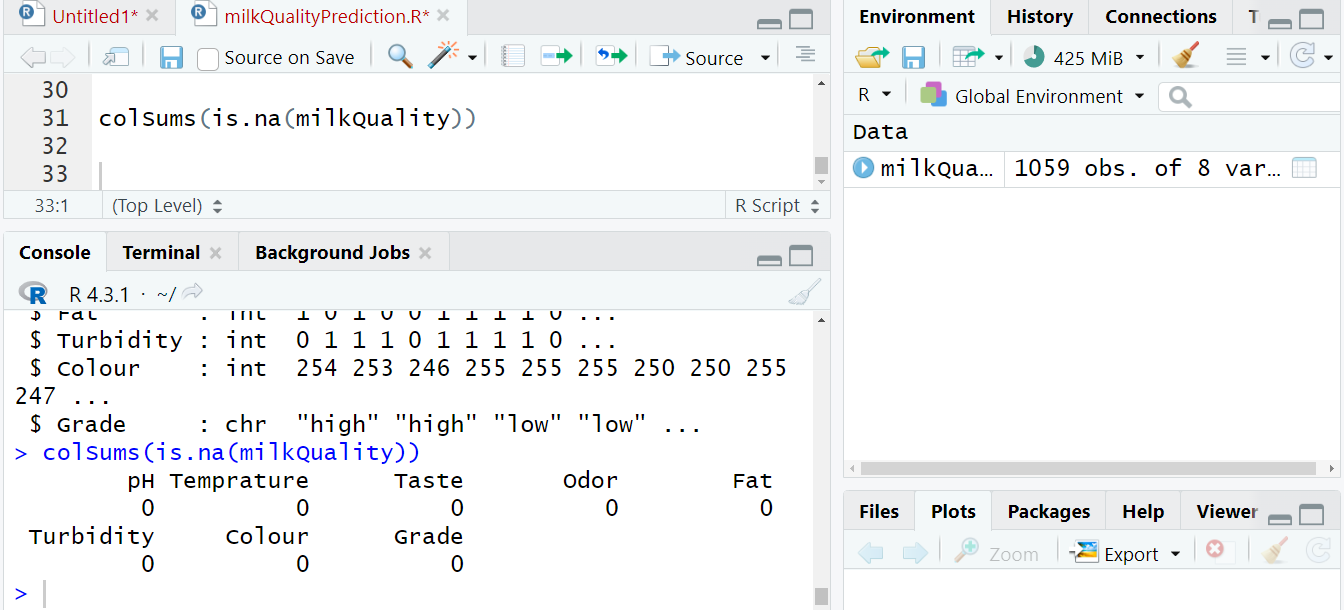 Untitled1*
milkQualityPrediction.R*
Source on Save
Source
30
31 colSums(is.na(milkQuality))
32
33
33:1 (Top Level) R Script
Console Terminal Background Jobs
R 4.3.1 · ~/
$ Fat : int 1 0 1 0 0 1 1 1 1 0 ...
$ Turbidity : int 0 1 1 1 0 1 1 1 1 0 ...
$ Colour : int 254 253 246 255 255 255 250 250 255
247 ...
$ Grade : chr "high" "high" "low" "low" ...
> colSums(is.na(milkQuality))
pH Temprature Taste Odor Fat
0 0 0 0 0
Turbidity Colour Grade
0 0 0
>
Environment History Connections T
425 MiB
R Global Environment
Data
milkQua… 1059 obs. of 8 var…
Files Plots Packages Help Viewer
Zoom Export